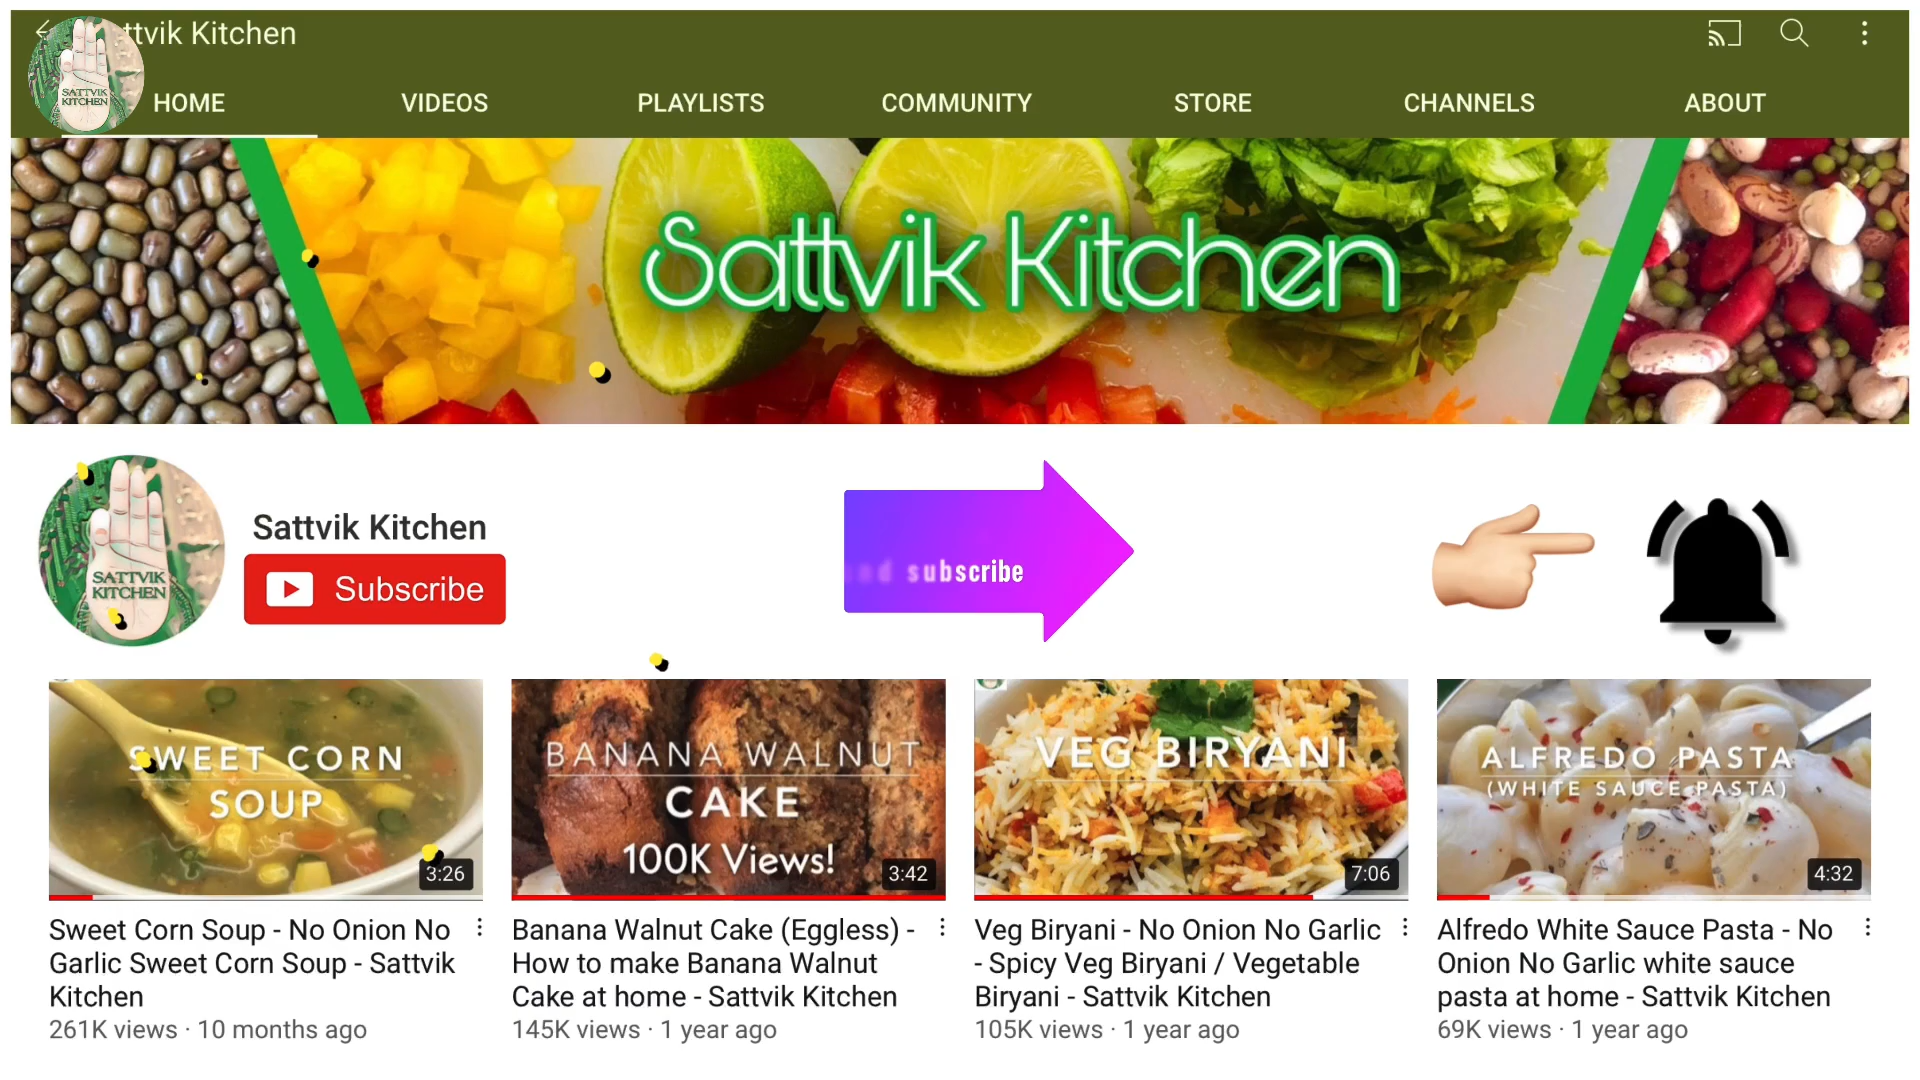 ttvik Kitchen
SATTVIK
KITCHEN
HOME VIDEOS PLAYLISTS COMMUNITY STORE CHANNELS ABOUT
Sattvik Kitchen
SATTVIK
KITCHEN
Sattvik Kitchen
Subscribe
subscribe
SWEET CORN
SOUP
3:26
BANANA WALNUT
CAKE
100K Views!
3:42
VEG BIRYANI
7:06
ALFREDO PASTA
(WHITE SAUCE PASTA)
4:32
Sweet Corn Soup - No Onion No
Garlic Sweet Corn Soup - Sattvik
Kitchen
261K views · 10 months ago
Banana Walnut Cake (Eggless) -
How to make Banana Walnut
Cake at home - Sattvik Kitchen
145K views · 1 year ago
Veg Biryani - No Onion No Garlic
- Spicy Veg Biryani / Vegetable
Biryani - Sattvik Kitchen
105K views · 1 year ago
Alfredo White Sauce Pasta - No
Onion No Garlic white sauce
pasta at home - Sattvik Kitchen
69K views · 1 year ago